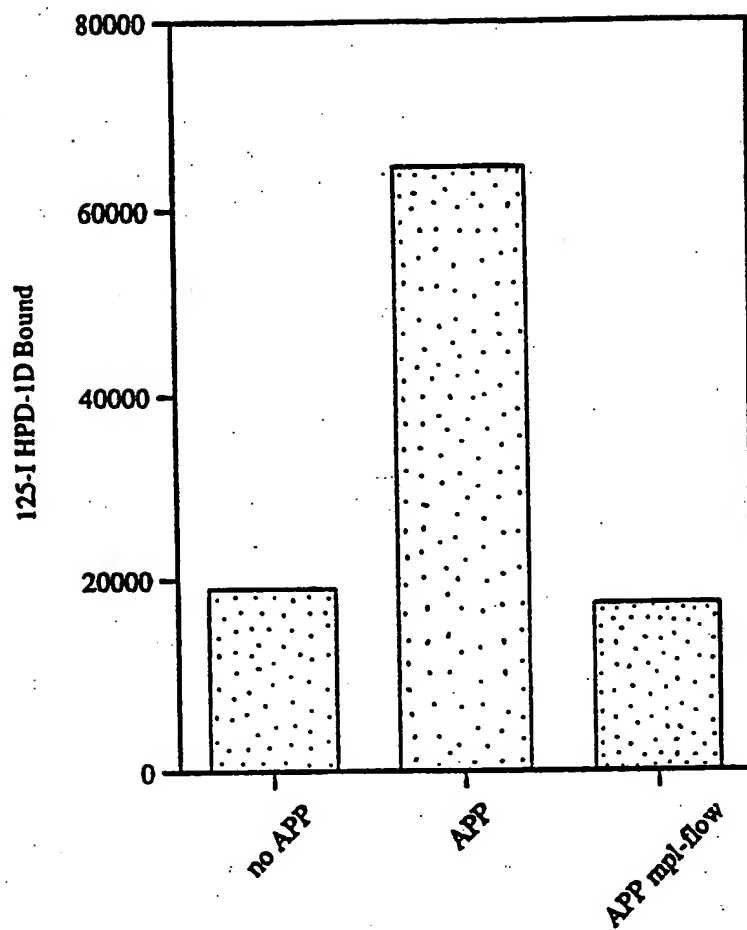 80000
60000
40000
20000
0
125-I HPD-1D Bound
no APP
APP
APP mpl-flow